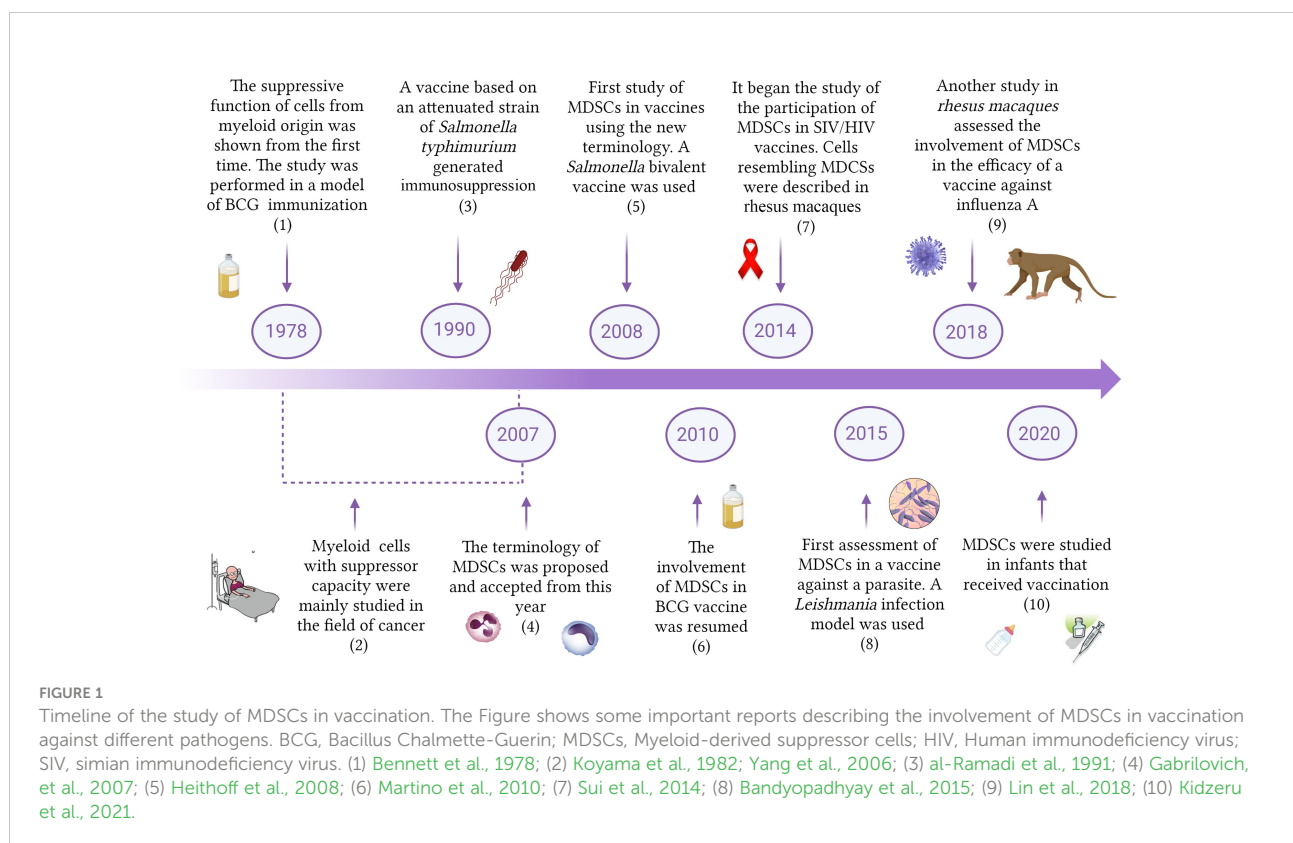 The suppressive
function of cells from
myeloid origin was
shown from the first
time. The study was
performed in a model
of BCG immunization
(1)
A vaccine based on
an attenuated strain
of Salmonella
typhimurium
generated
immunosuppression
(3)
First study of
MDSCs in vaccines
using the new
terminology. A
Salmonella bivalent
vaccine was used
(5)
It began the study of
the participation of
MDSCs in SIV/HIV
vaccines. Cells
resembling MDCSs
were described in
rhesus macaques
(7)
Another study in
rhesus macaques
assessed the
involvement of MDSCs
in the efficacy of a
vaccine against
influenza A
(9)
1978
1990
2008
2014
2018
2007
2010
2015
2020
Myeloid cells
with suppressor
capacity were
mainly studied in
the field of cancer
(2)
The terminology of
MDSCs was proposed
and accepted from this
year
(4)
The
involvement
of MDSCs in
BCG vaccine
was resumed
(6)
First assessment of
MDSCs in a vaccine
against a parasite. A
Leishmania infection
model was used
(8)
MDSCs were studied
in infants that
received vaccination
(10)
FIGURE 1
Timeline of the study of MDSCs in vaccination. The Figure shows some important reports describing the involvement of MDSCs in vaccination
against different pathogens. BCG, Bacillus Chalmette-Guerin; MDSCs, Myeloid-derived suppressor cells; HIV, Human immunodeficiency virus;
SIV, simian immunodeficiency virus. (1) Bennett et al., 1978; (2) Koyama et al., 1982; Yang et al., 2006; (3) al-Ramadi et al., 1991; (4) Gabrilovich,
et al., 2007; (5) Heithoff et al., 2008; (6) Martino et al., 2010; (7) Sui et al., 2014; (8) Bandyopadhyay et al., 2015; (9) Lin et al., 2018; (10) Kidzeru
et al., 2021.